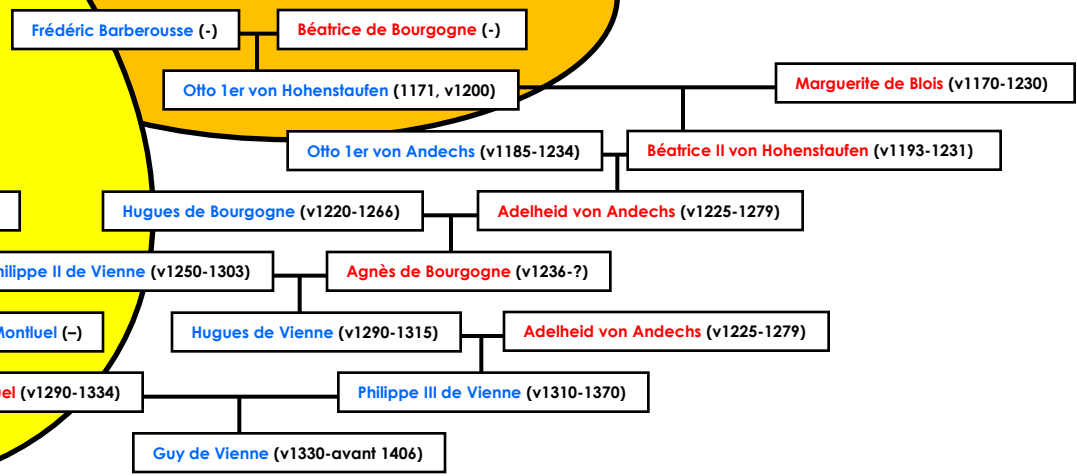 Frédéric Barberousse (-) Béatrice de Bourgogne (-)
Otto 1er von Hohenstaufen (1171, v1200) Marguerite de Blois (v1170-1230)
Otto 1er von Andechs (v1185-1234) Béatrice II von Hohenstaufen (v1193-1231)
Hugues de Bourgogne (v1220-1266) Adelheid von Andechs (v1225-1279)
hilippe II de Vienne (v1250-1303) Agnès de Bourgogne (v1236-?)
Montluel (–) Hugues de Vienne (v1290-1315) Adelheid von Andechs (v1225-1279)
el (v1290-1334) Philippe III de Vienne (v1310-1370)
Guy de Vienne (v1330-avant 1406)